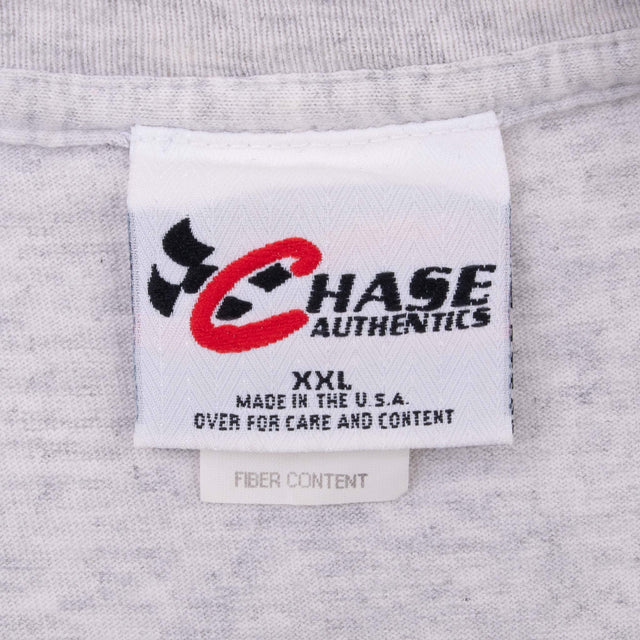 CHASE
AUTHENTICS
XXL
MADE IN THE U.S.A.
OVER FOR CARE AND CONTENT
FIBER CONTENT